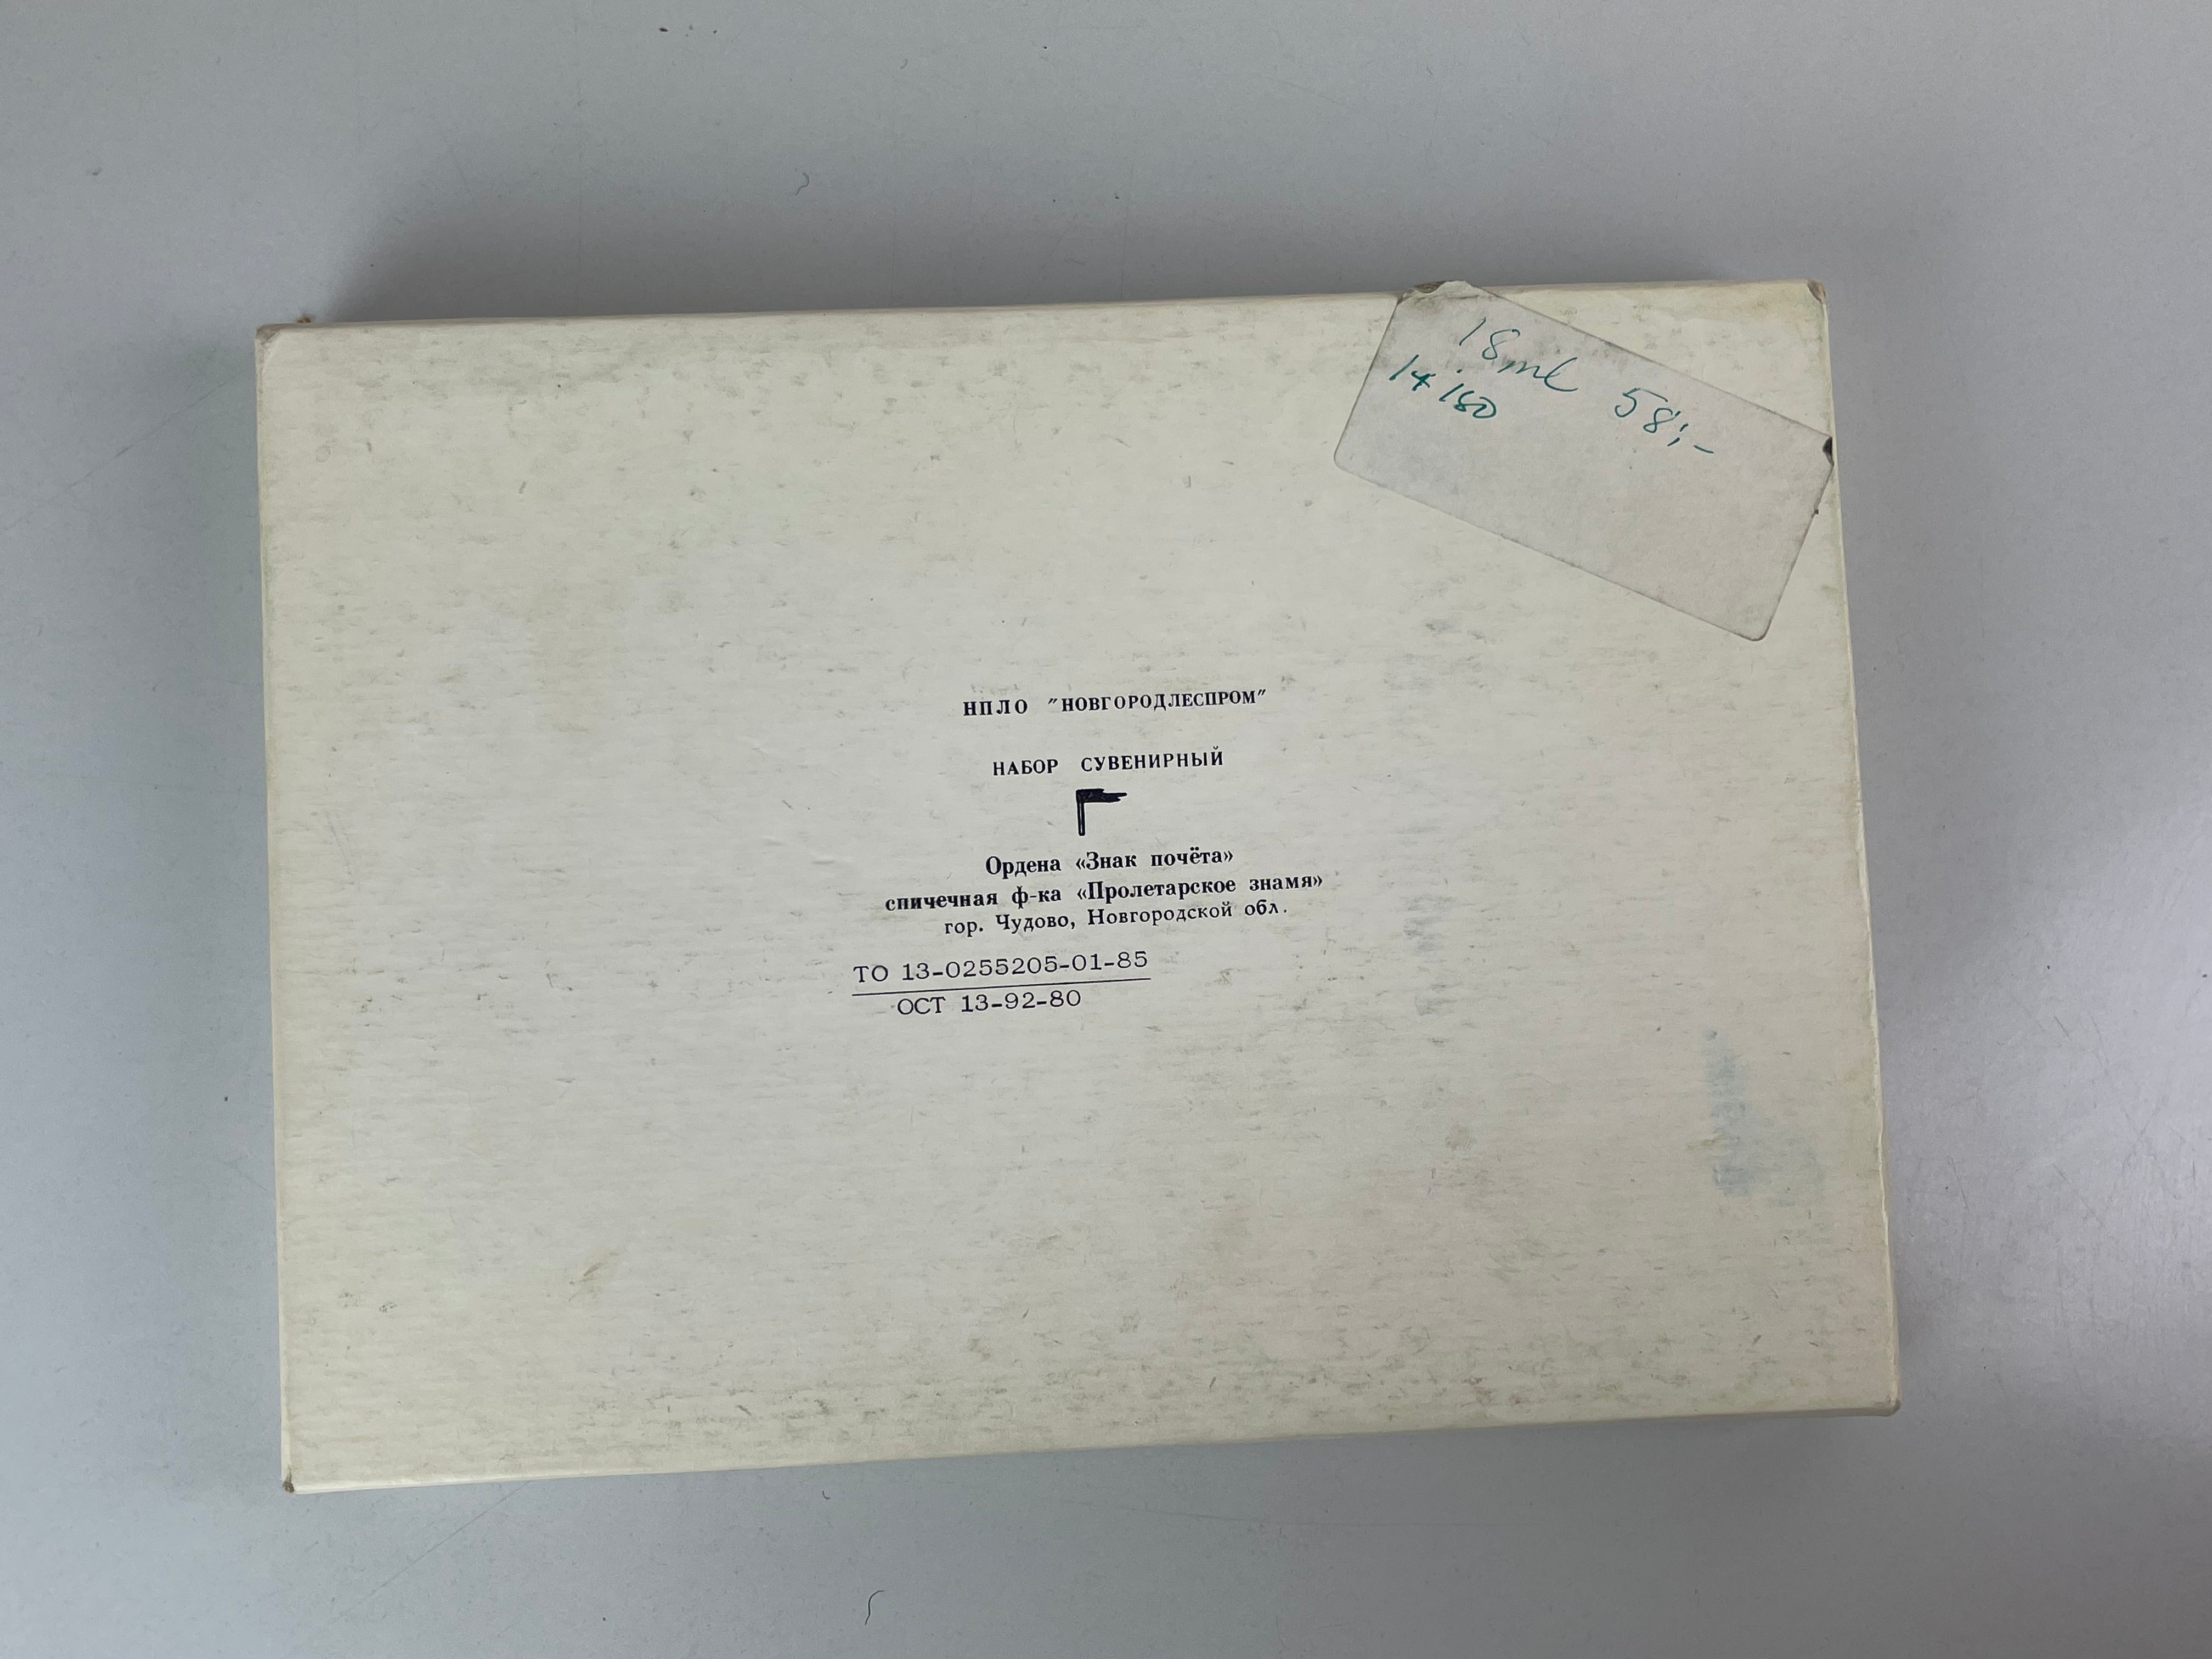 18 ml 58:-
14 180
НПЛО "НОВГОРОДЛЕСПРОМ"
НАБОР СУВЕНИРНЫЙ
Ордена «Знак почёта»
спичечная ф-ка «Пролетарское знамя»
гор. Чудово, Новгородской обл.
ТО 13-0255205-01-85
ОСТ 13-92-80